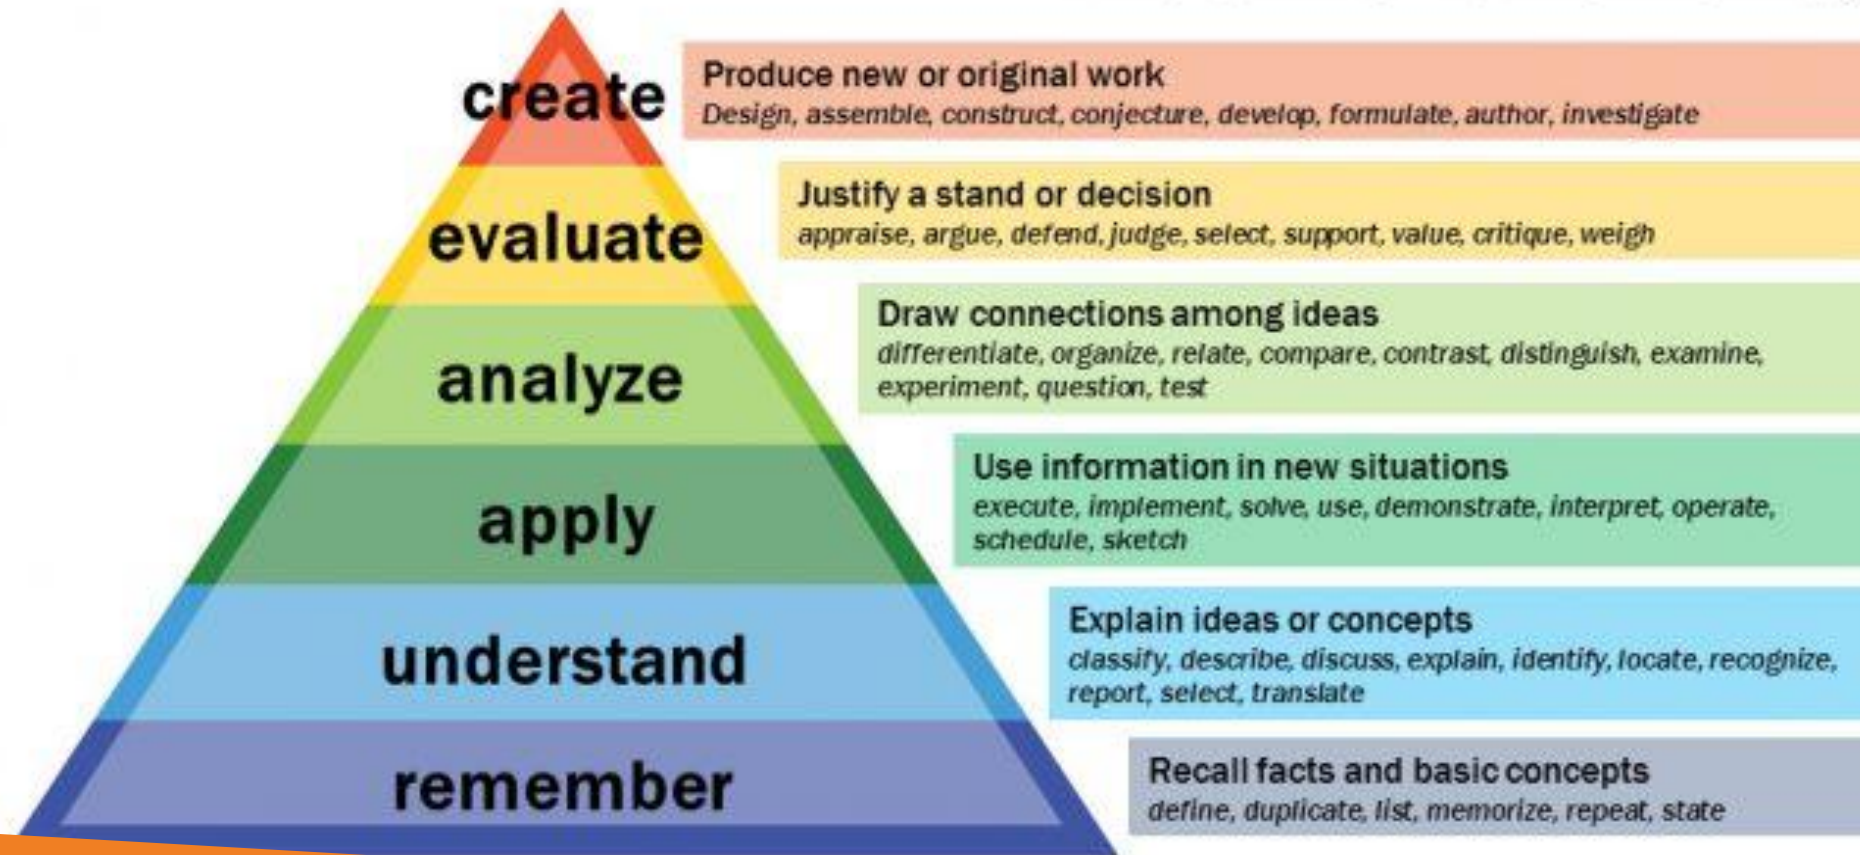 create
Produce new or original work
Design, assemble, construct, conjecture, develop, formulate, author, investigate
evaluate
Justify a stand or decision
appraise, argue, defend, judge, select, support, value, critique, weigh
analyze
Draw connections among ideas
differentiate, organize, relate, compare, contrast, distinguish, examine,
experiment, question, test
apply
Use information in new situations
execute, implement, solve, use, demonstrate, interpret, operate,
schedule, sketch
understand
Explain ideas or concepts
classify, describe, discuss, explain, identify, locate, recognize,
report, select, translate
remember
Recall facts and basic concepts
define, duplicate, list, memorize, repeat, state